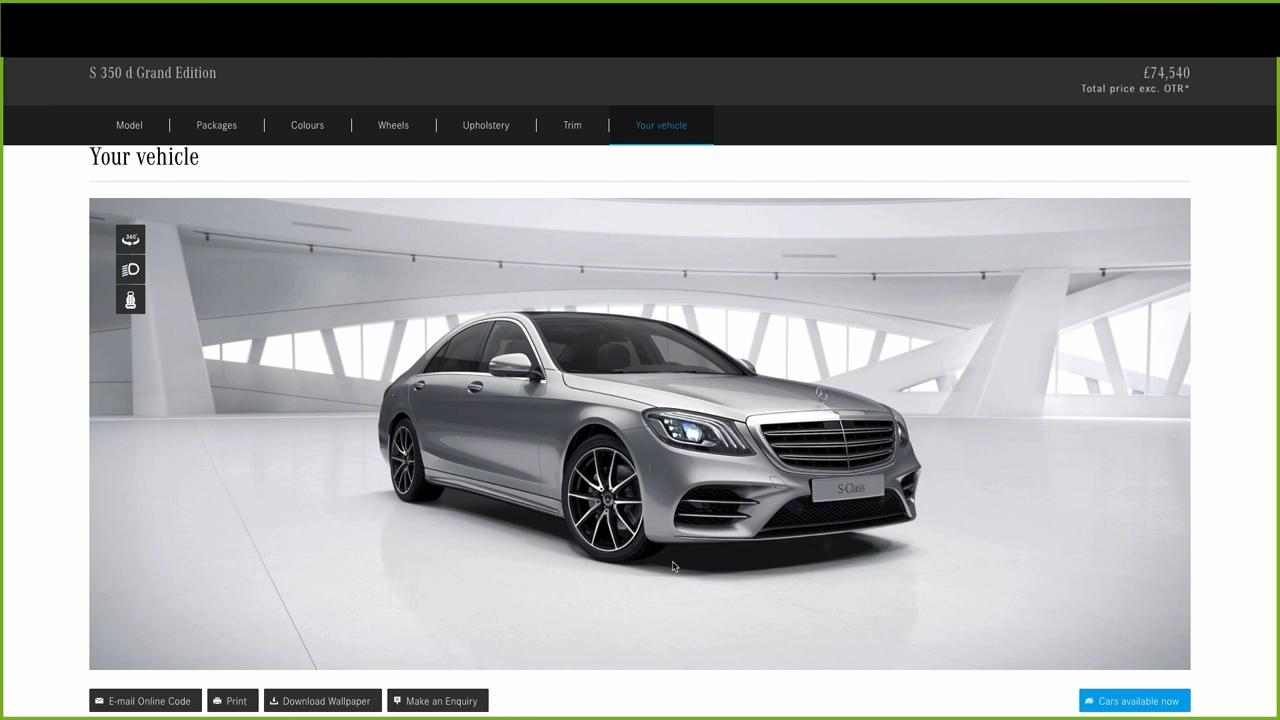 S 350 d Grand Edition
£74,540
Total price exc. OTR*
Model
Packages
Colours
Wheels
Upholstery
Trim
Your vehicle
Your vehicle
360°
S-Class
E-mail Online Code
Print
Download Wallpaper
Make an Enquiry
Cars available now